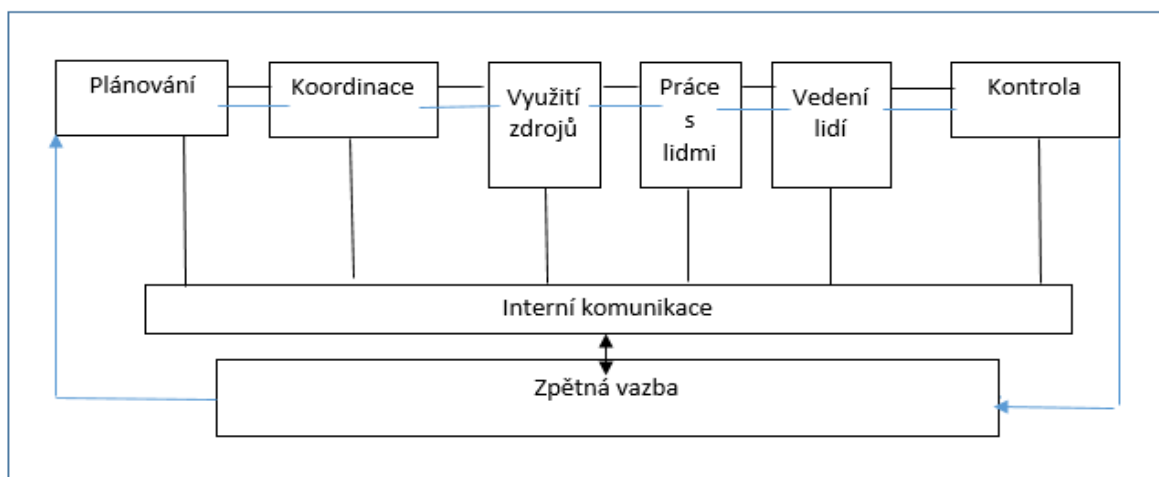 Plánování
Koordinace
Využití
zdrojů
Práce
s
lidmi
Vedení
lidí
Kontrola
Interní komunikace
Zpětná vazba